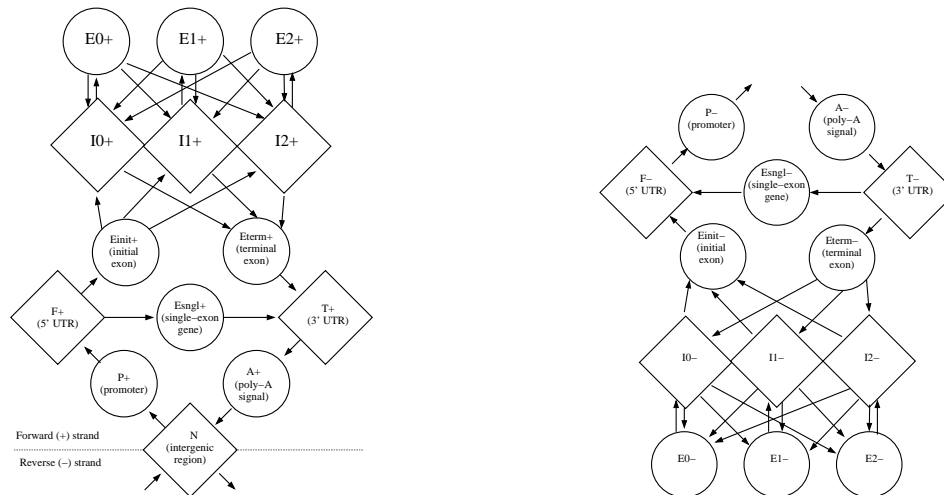 E0+ E1+ E2+
I0+ I1+ I2+
Einit+
(initial
exon)
Eterm+
(terminal
exon)
F+
(5' UTR)
Esngl+
(single–exon
gene)
T+
(3' UTR)
P+
(promoter)
A+
(poly–A
signal)
N
(intergenic
region)
Forward (+) strand
Reverse (–) strand
P–
(promoter)
A–
(poly–A
signal)
F–
(5' UTR)
Esngl–
(single–exon
gene)
T–
(3' UTR)
Einit–
(initial
exon)
Eterm–
(terminal
exon)
I0– I1– I2–
E0– E1– E2–